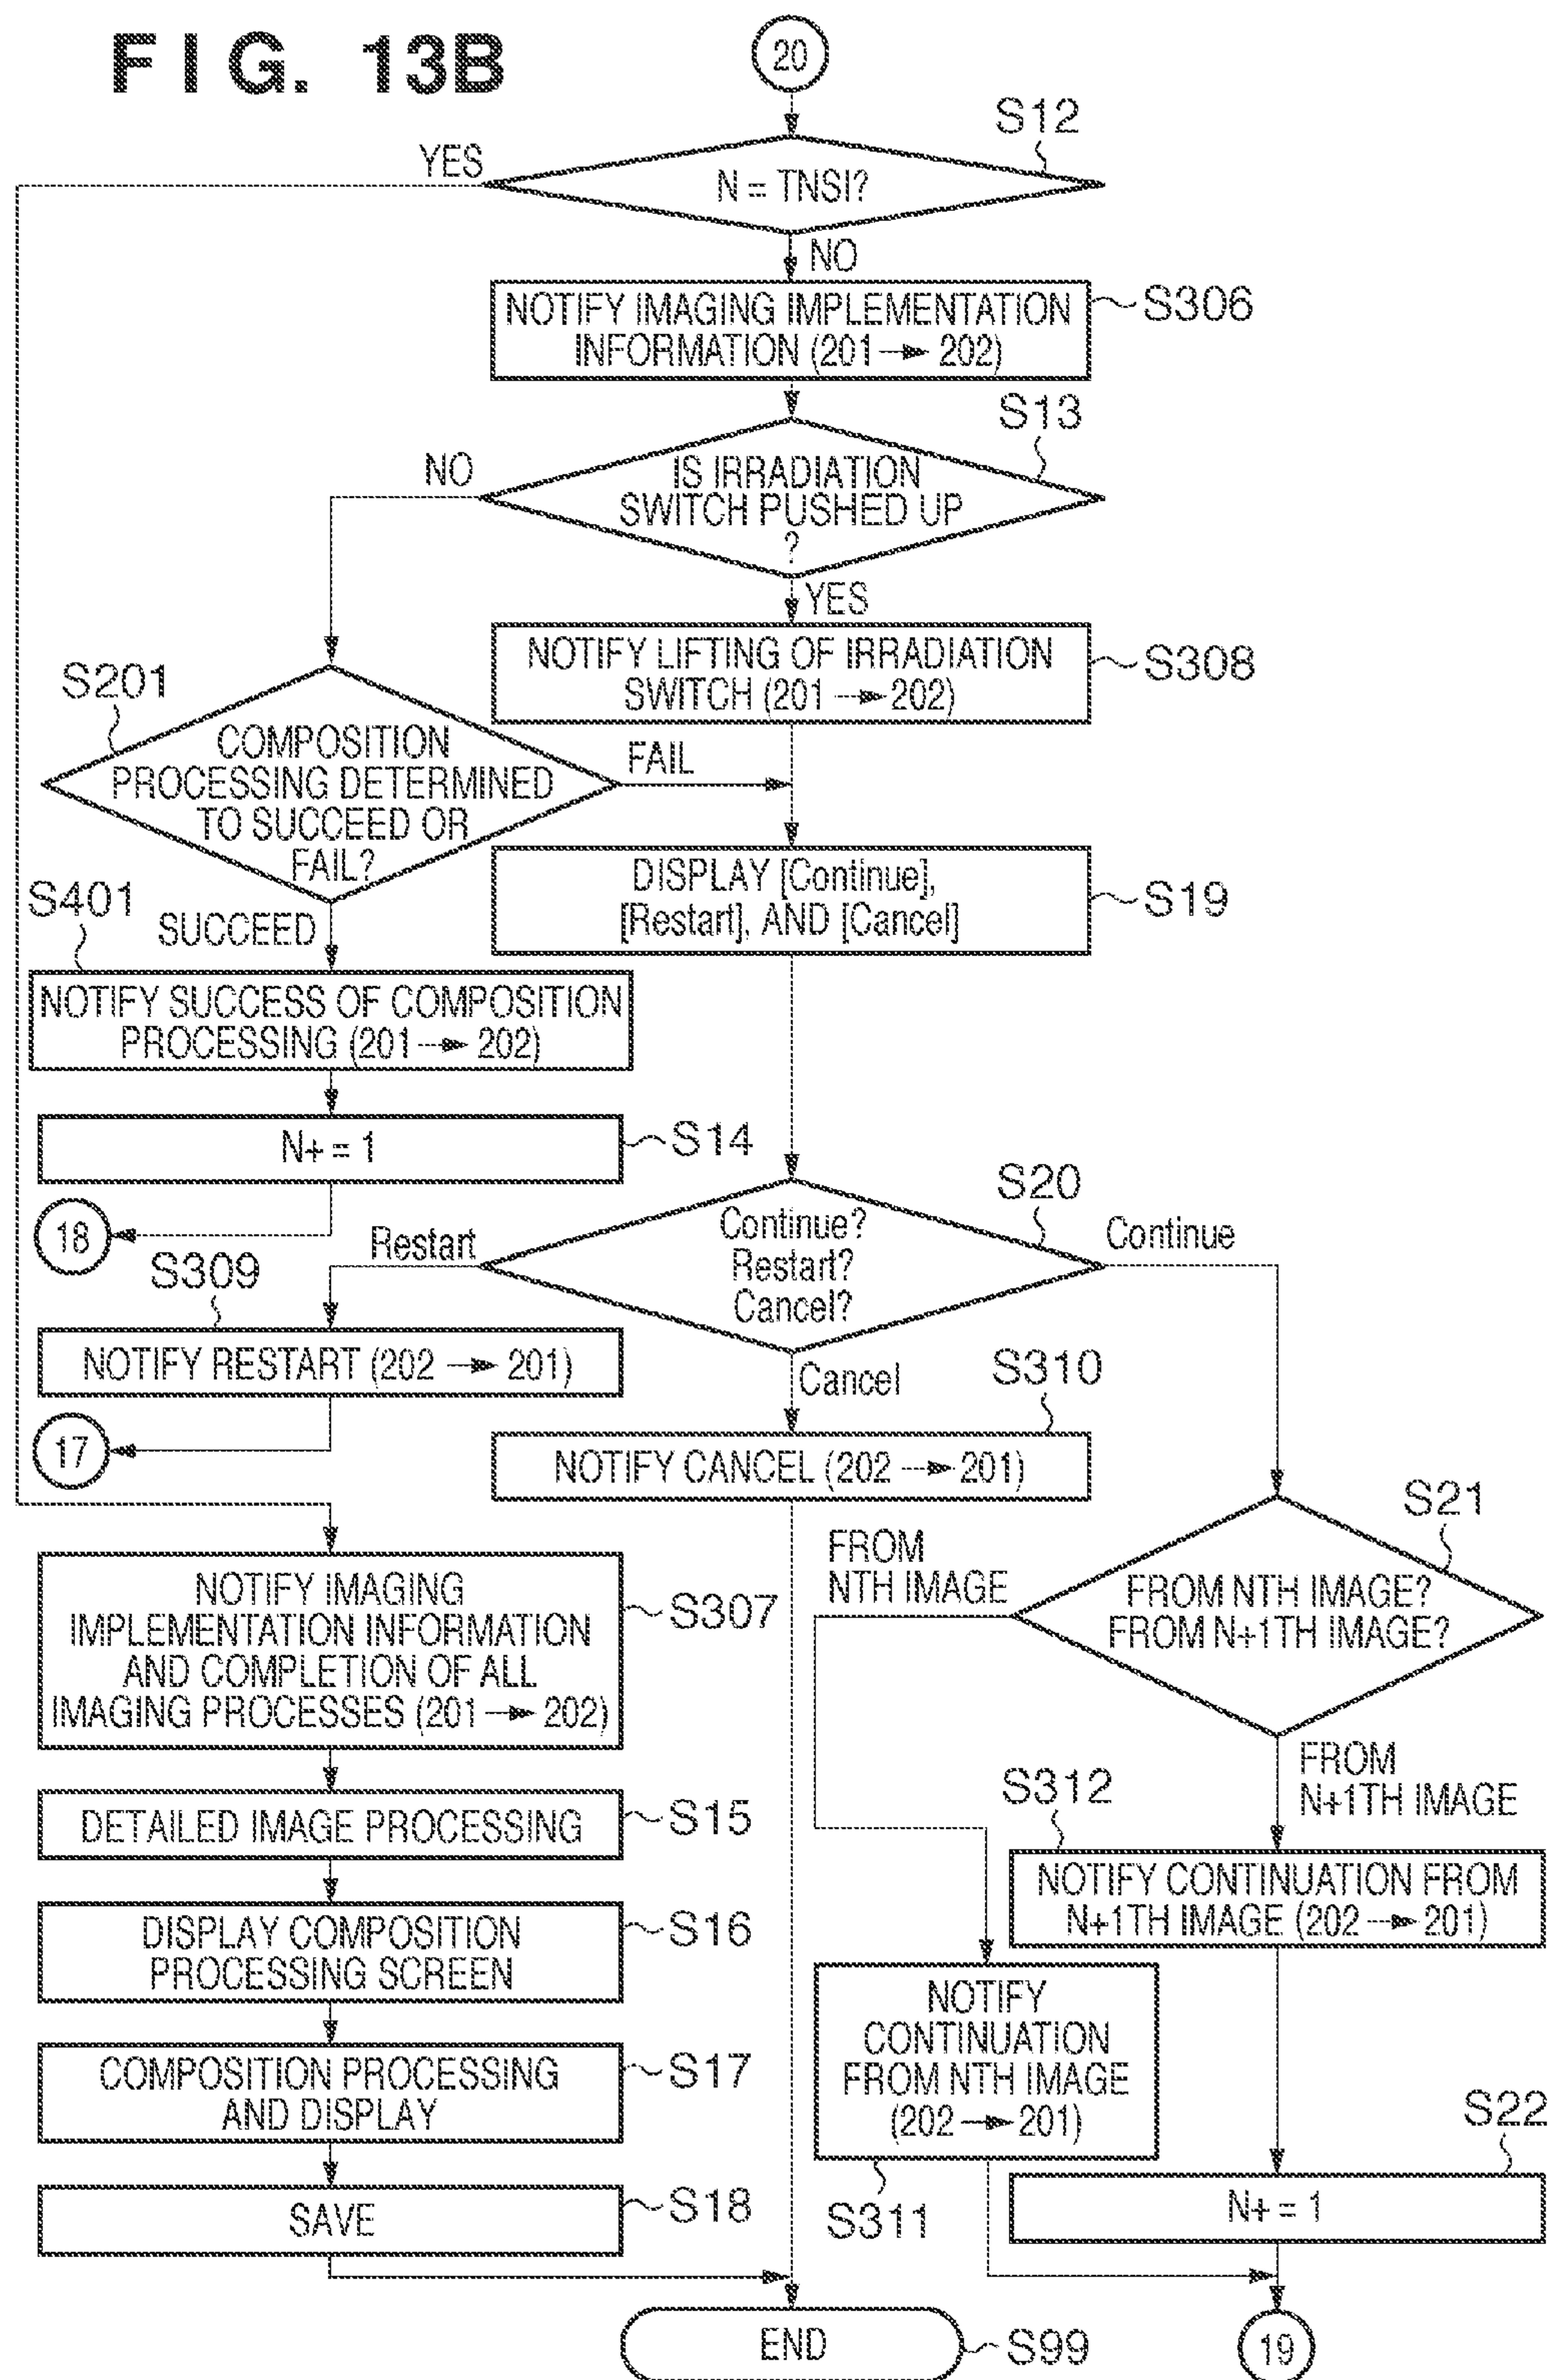 FIG. 13B
20
S12
YES
N = TNSI?
NO
NOTIFY IMAGING IMPLEMENTATION
INFORMATION (201 → 202)
S306
S13
NO
IS IRRADIATION
SWITCH PUSHED UP
?
YES
NOTIFY LIFTING OF IRRADIATION
SWITCH (201 → 202)
S308
S201
COMPOSITION
PROCESSING DETERMINED
TO SUCCEED OR
FAIL?
FAIL
DISPLAY [Continue],
[Restart], AND [Cancel]
S19
S401
SUCCEED
NOTIFY SUCCESS OF COMPOSITION
PROCESSING (201 → 202)
N+ = 1
S14
18
S20
Restart
Continue?
Restart?
Cancel?
Continue
S309
NOTIFY RESTART (202 → 201)
17
Cancel
S310
NOTIFY CANCEL (202 → 201)
S21
FROM
NTH IMAGE
FROM NTH IMAGE?
FROM N+1TH IMAGE?
NOTIFY IMAGING
IMPLEMENTATION INFORMATION
AND COMPLETION OF ALL
IMAGING PROCESSES (201 → 202)
S307
FROM
N+1TH IMAGE
S312
DETAILED IMAGE PROCESSING
S15
NOTIFY CONTINUATION FROM
N+1TH IMAGE (202 → 201)
DISPLAY COMPOSITION
PROCESSING SCREEN
S16
NOTIFY
CONTINUATION
FROM NTH IMAGE
(202 → 201)
S311
COMPOSITION PROCESSING
AND DISPLAY
S17
S22
N+ = 1
SAVE
S18
END
S99
19